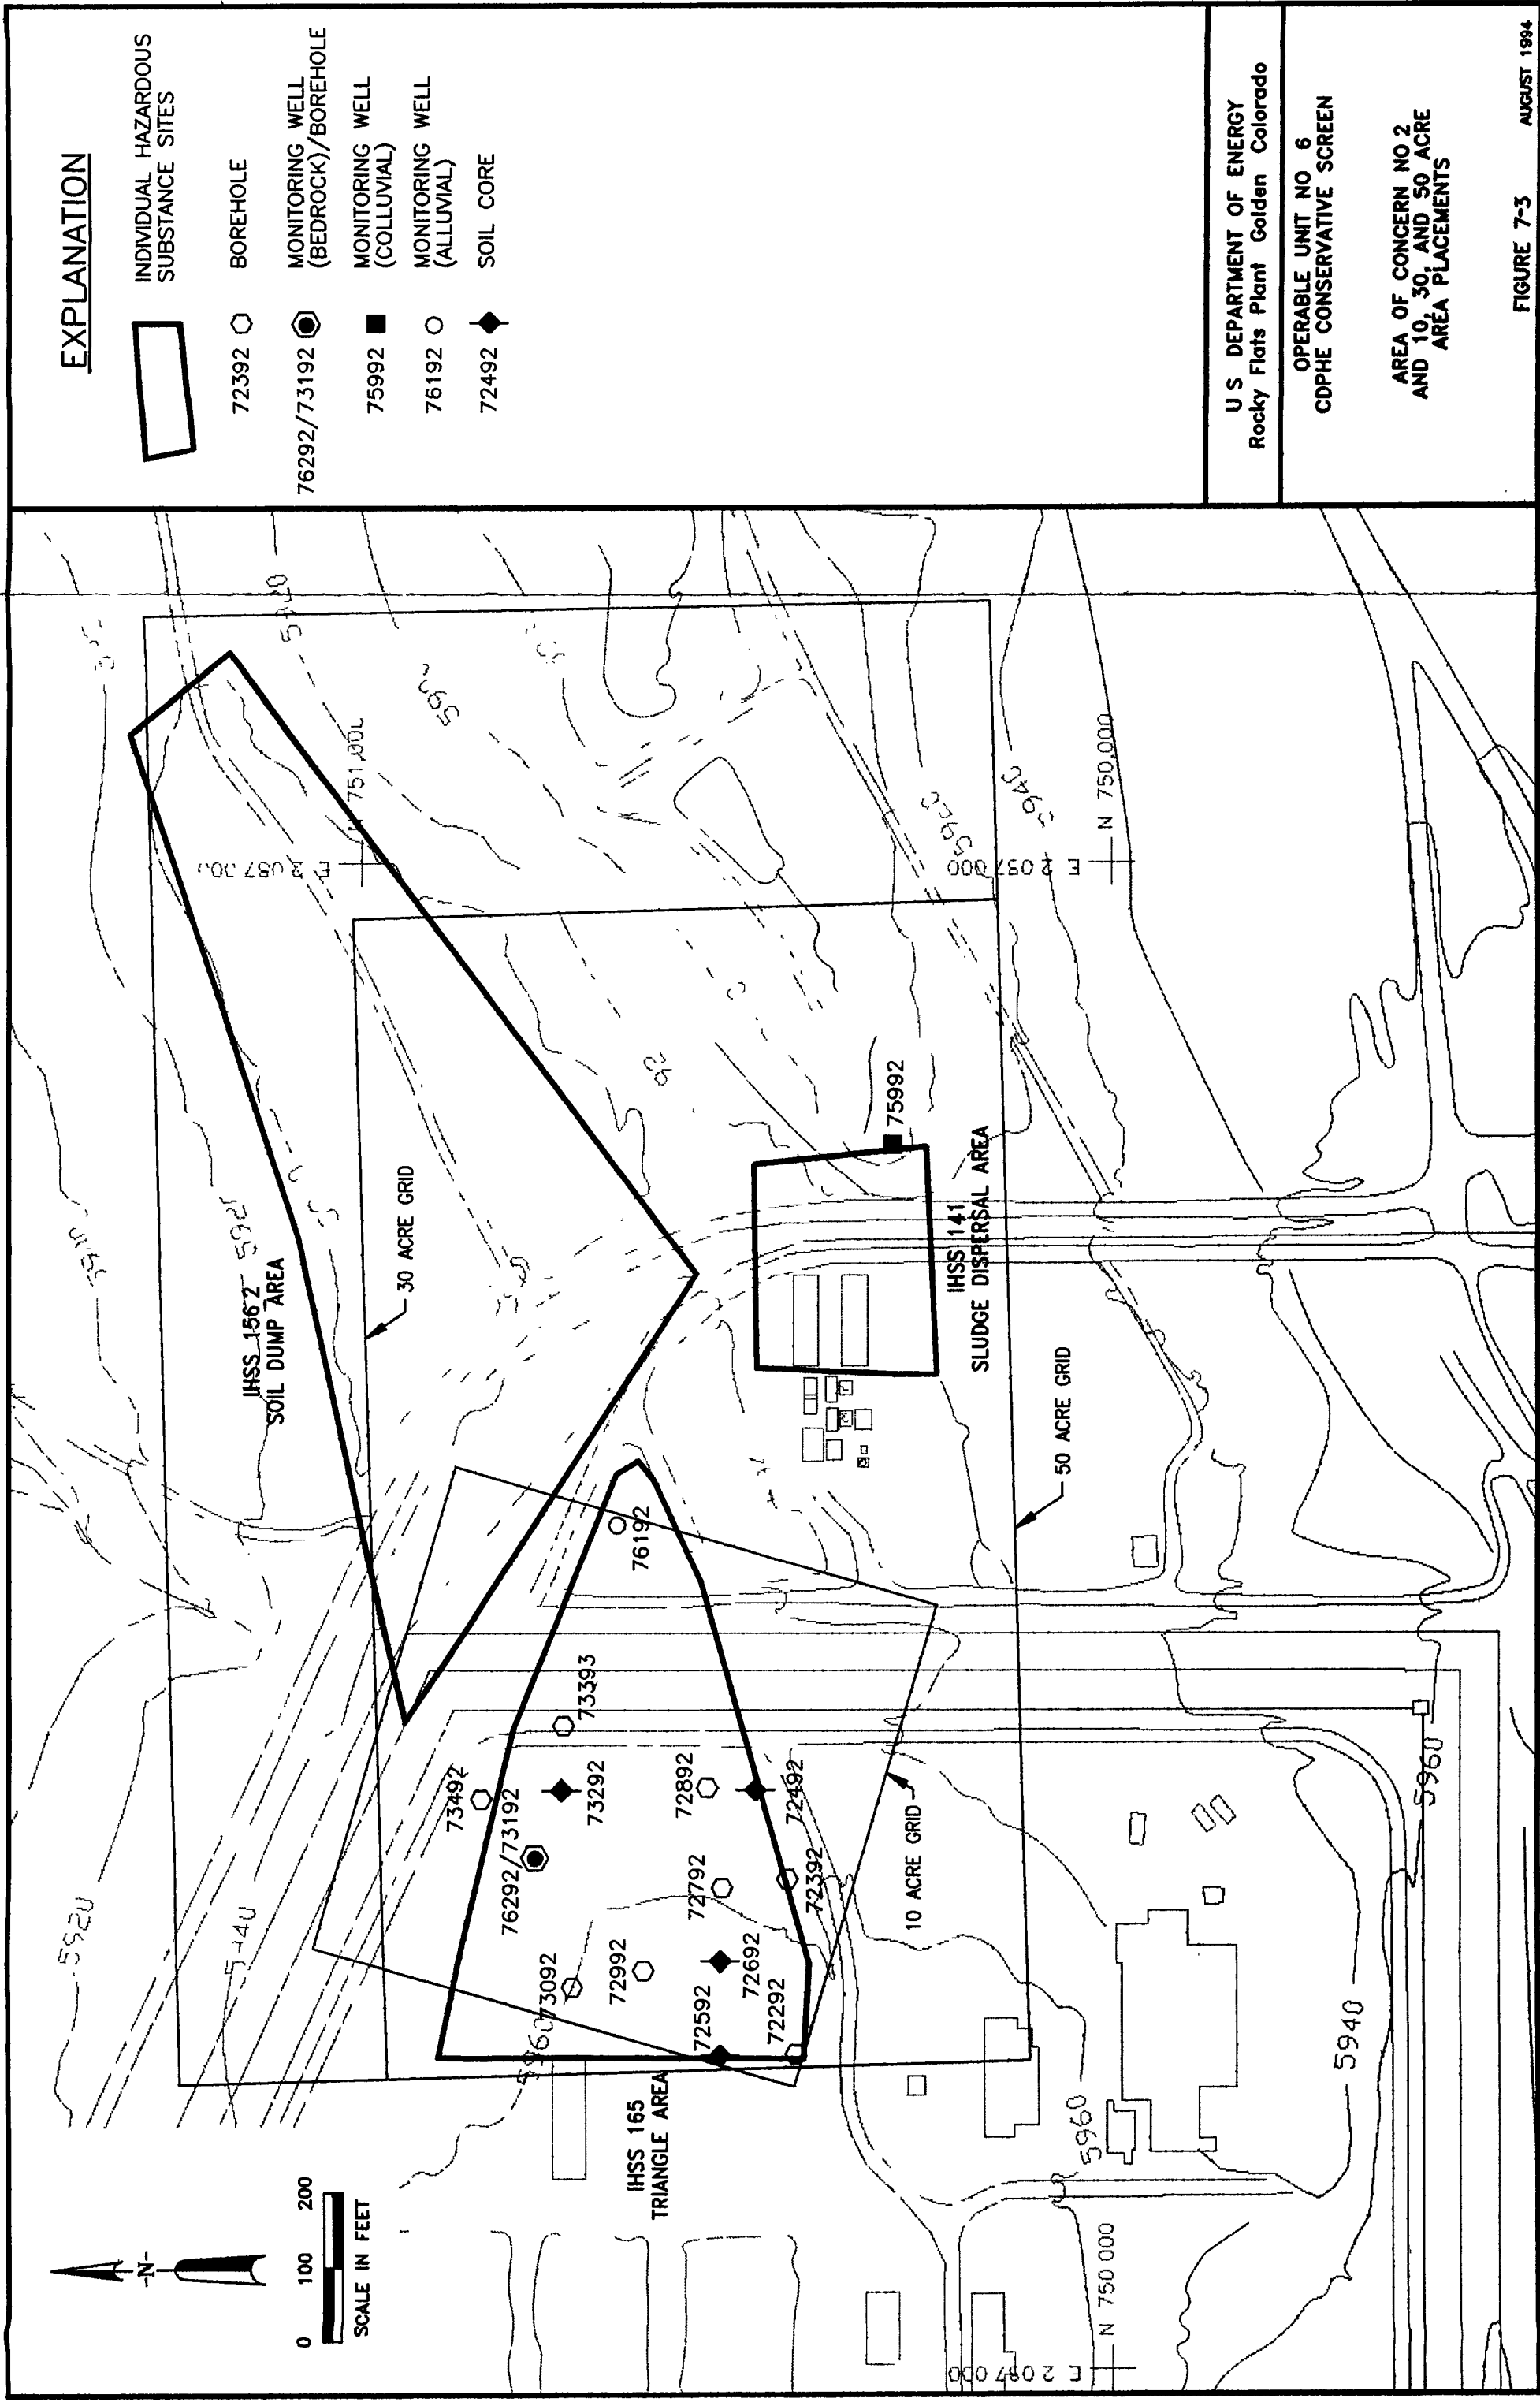 EXPLANATION
INDIVIDUAL HAZARDOUS
SUBSTANCE SITES
72392
BOREHOLE
76292/73192
MONITORING WELL
(BEDROCK)/BOREHOLE
75992
MONITORING WELL
(COLLUVIAL)
76192
MONITORING WELL
(ALLUVIAL)
72492
SOIL CORE
U S DEPARTMENT OF ENERGY
Rocky Flats Plant Golden Colorado
OPERABLE UNIT NO 6
CDPHE CONSERVATIVE SCREEN
AREA OF CONCERN NO 2
AND 10, 30, AND 50 ACRE
AREA PLACEMENTS
FIGURE 7-3
AUGUST 1994
-N-
0 100 200
SCALE IN FEET
5920
5960
IHSS 165
TRIANGLE AREA
73492
76292/73192
73393
73292
73092
72992
72892
72792
72692
72592
72492
72392
72292
76192
10 ACRE GRID
IHSS 156 2
SOIL DUMP AREA
30 ACRE GRID
IHSS 141
SLUDGE DISPERSAL AREA
75992
50 ACRE GRID
E 2 037 000
N 750,000
5960
5940
5960
N 750 000